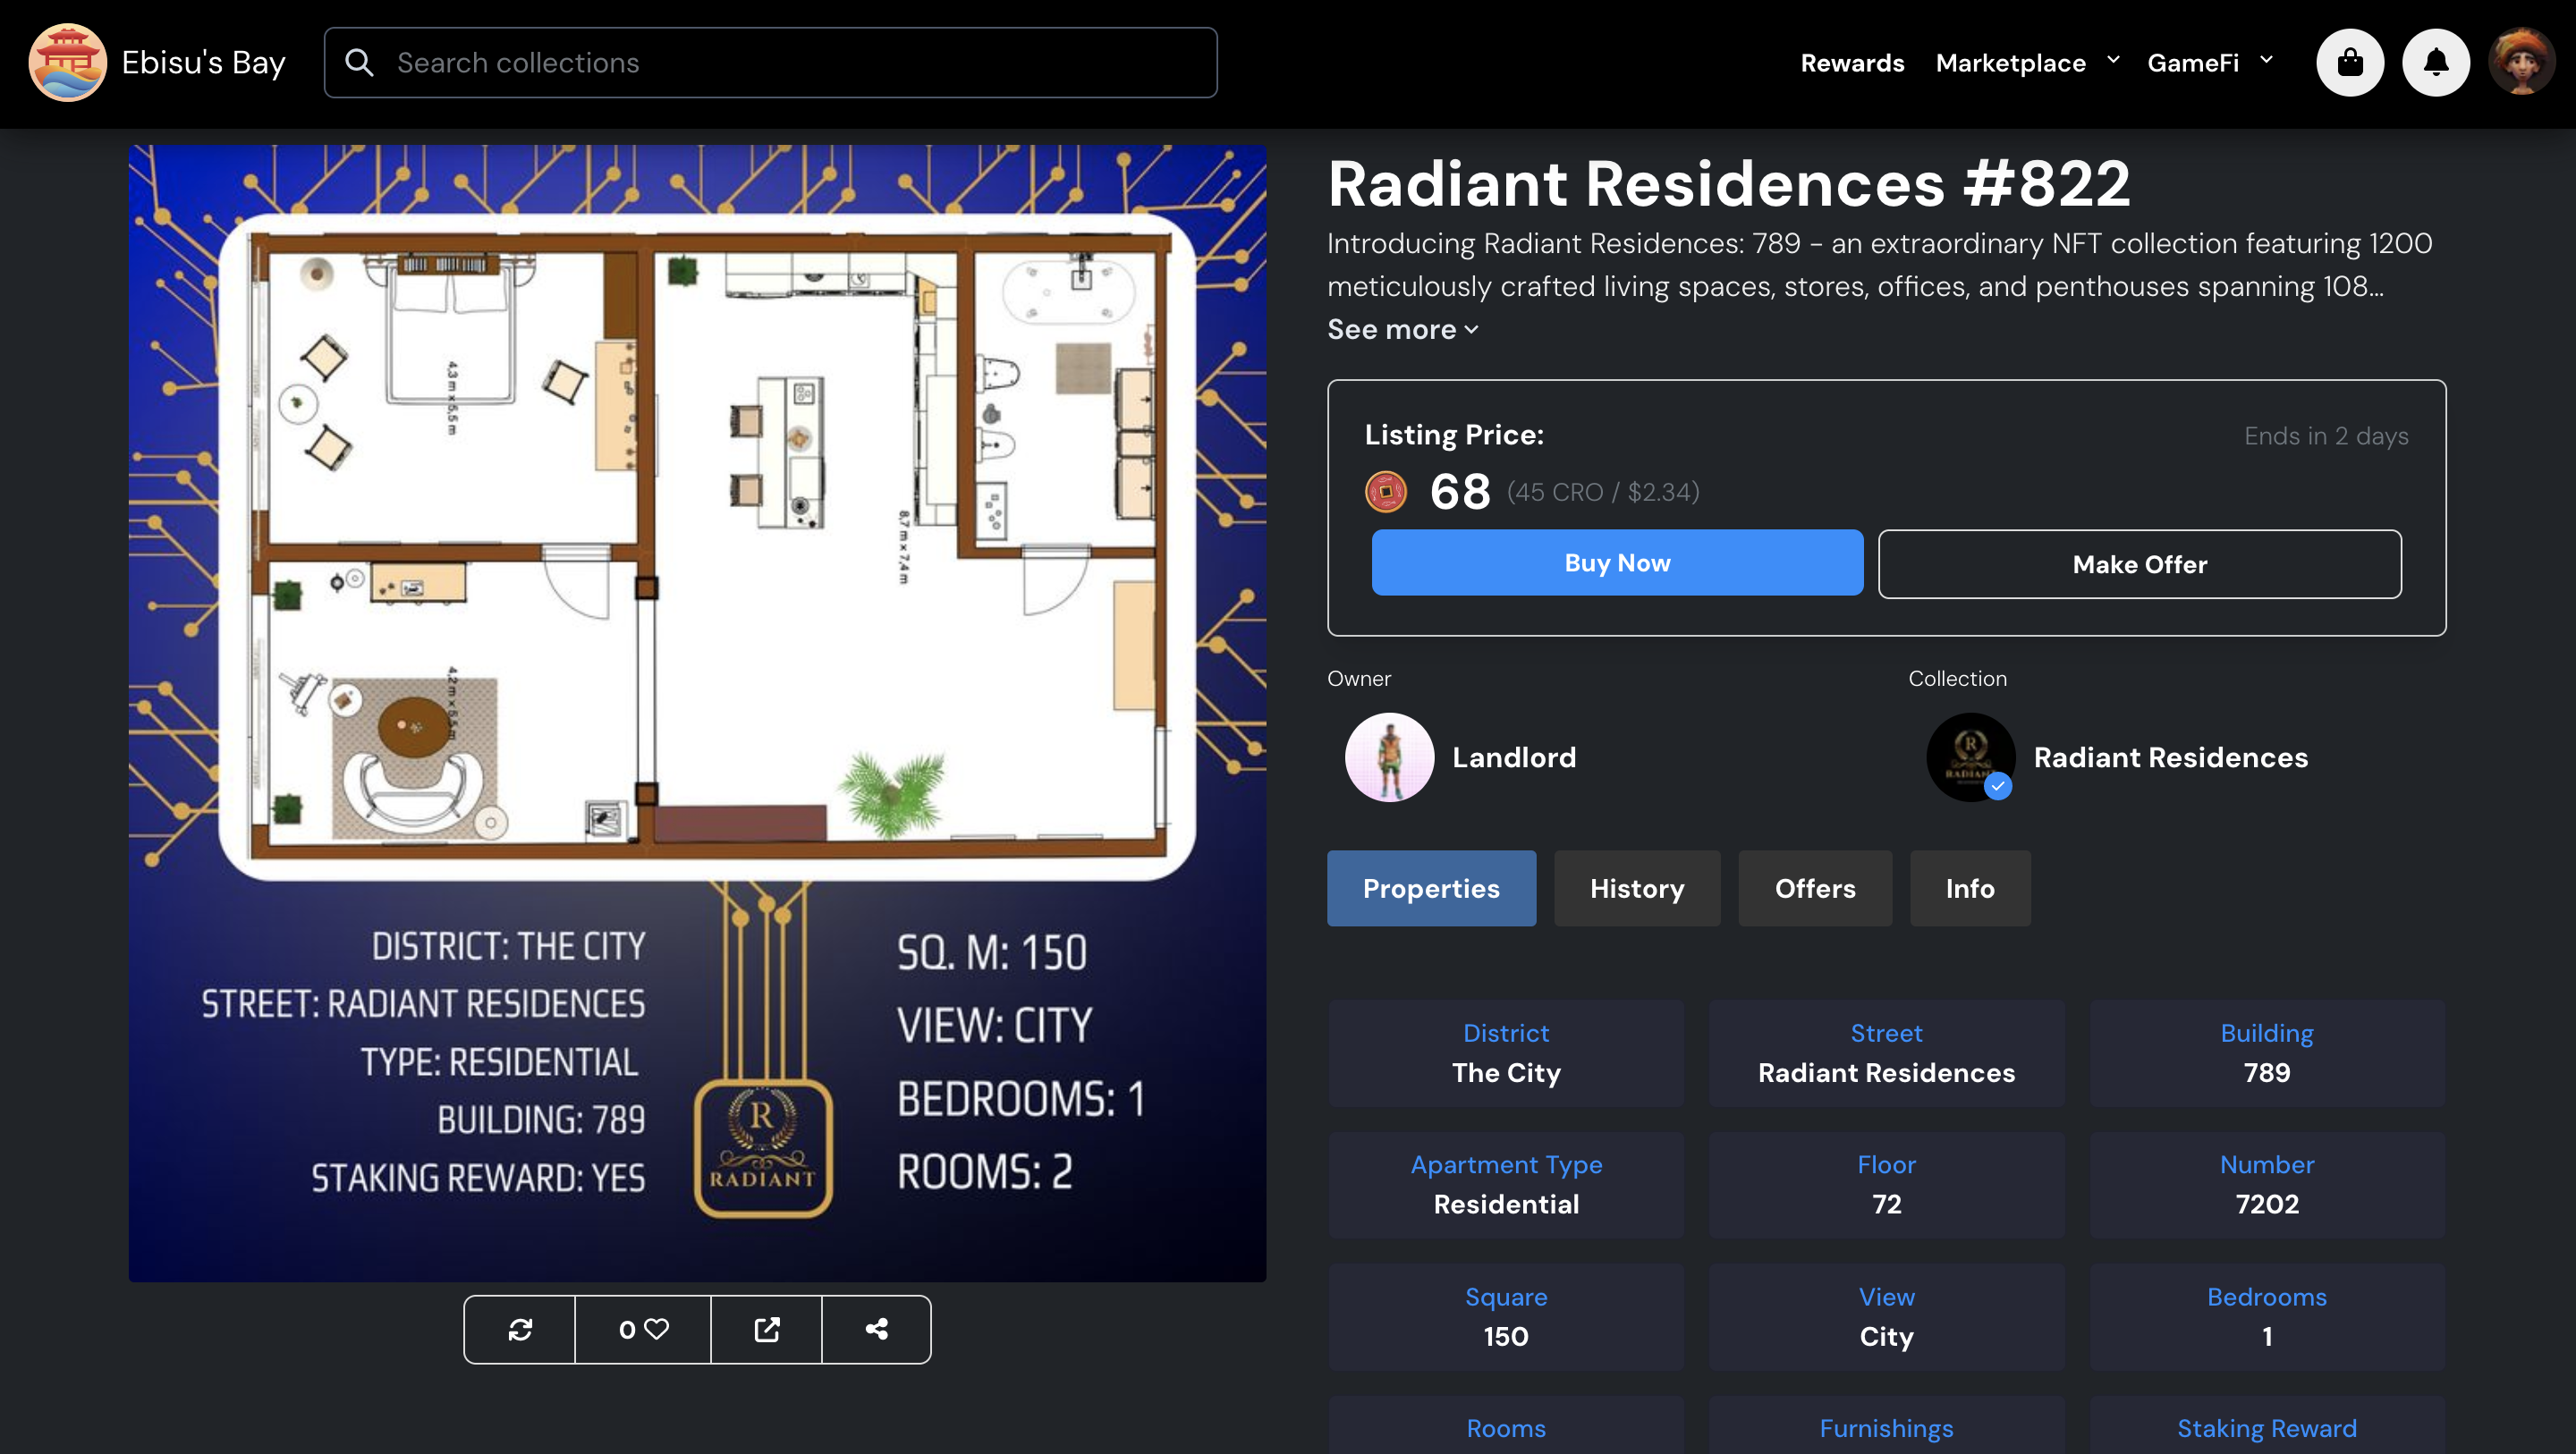 Ebisu's Bay
Search collections
Rewards
Marketplace
GameFi
4,3 m x 5,5 m
8,7 m x 7,4 m
4,2 m x 5,5 m
DISTRICT: THE CITY
STREET: RADIANT RESIDENCES
TYPE: RESIDENTIAL
BUILDING: 789
STAKING REWARD: YES
R
RADIANT
SQ. M: 150
VIEW: CITY
BEDROOMS: 1
ROOMS: 2
0
Radiant Residences #822
Introducing Radiant Residences: 789 - an extraordinary NFT collection featuring 1200
meticulously crafted living spaces, stores, offices, and penthouses spanning 108...
See more
Listing Price:
Ends in 2 days
68 (45 CRO / $2.34)
Buy Now
Make Offer
Owner
Collection
Landlord
R
RADIANT
Radiant Residences
Properties
History
Offers
Info
District
The City
Street
Radiant Residences
Building
789
Apartment Type
Residential
Floor
72
Number
7202
Square
150
View
City
Bedrooms
1
Rooms
Furnishings
Staking Reward